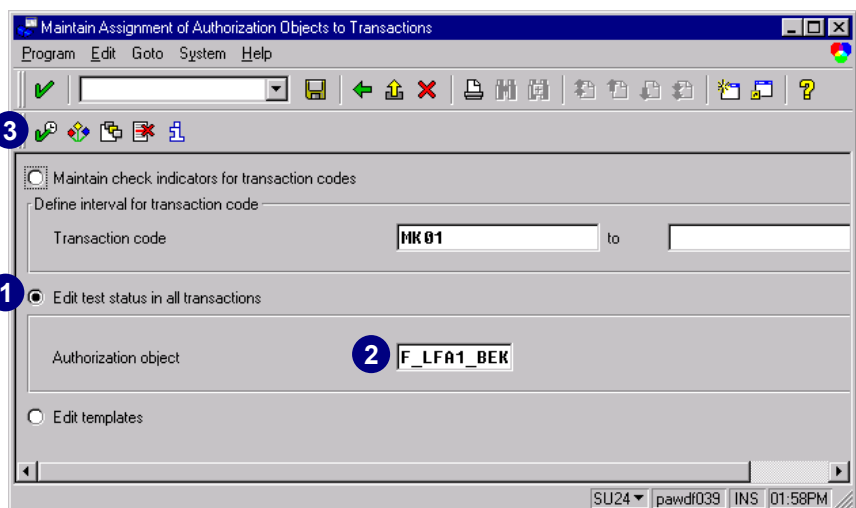 Maintain Assignment of Authorization Objects to Transactions
Program Edit Goto System Help
3
Maintain check indicators for transaction codes
Define interval for transaction code
Transaction code MK01 to
1 Edit test status in all transactions
Authorization object 2 F_LFA1_BEK
Edit templates
SU24 pawdf039 INS 01:58PM